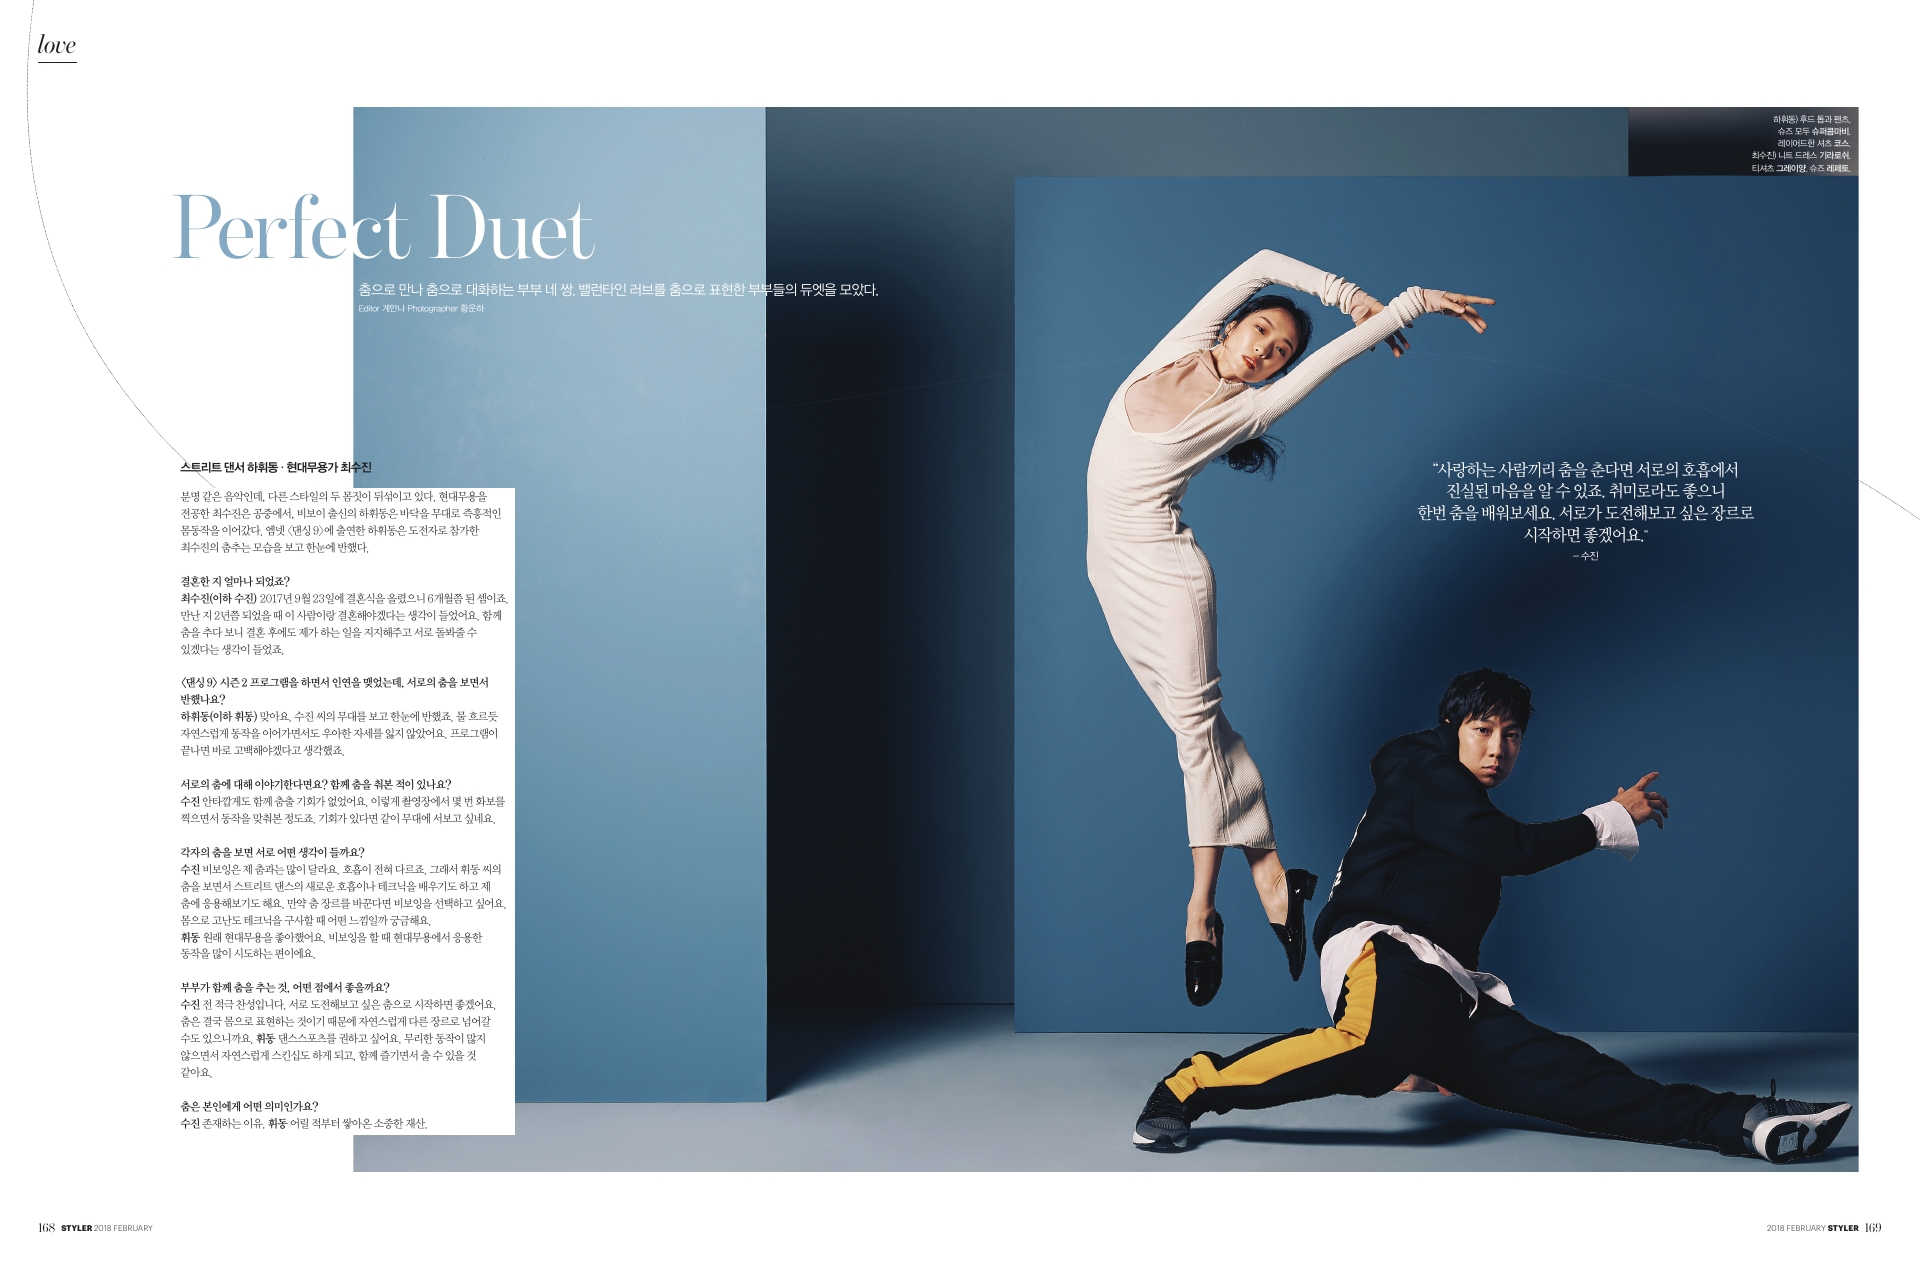 love
하휘동) 후드 톱과 팬츠,
슈즈 모두 슈퍼콤마비.
레이어드한 셔츠 코스.
최수진) 니트 드레스 기라로쉬.
티셔츠 그레이양. 슈즈 레페토.
Perfect Duet
춤으로 만나 춤으로 대화하는 부부 네 쌍. 밸런타인 러브를 춤으로 표현한 부부들의 듀엣을 모았다.
Editor 계안나 Photographer 황운하
스트리트 댄서 하휘동 · 현대무용가 최수진
분명 같은 음악인데, 다른 스타일의 두 몸짓이 뒤섞이고 있다. 현대무용을
전공한 최수진은 공중에서, 비보이 출신의 하휘동은 바닥을 무대로 즉흥적인
몸동작을 이어갔다. 엠넷 〈댄싱 9〉에 출연한 하휘동은 도전자로 참가한
최수진의 춤추는 모습을 보고 한눈에 반했다.
결혼한 지 얼마나 되었죠?
최수진(이하 수진) 2017년 9월 23일에 결혼식을 올렸으니 6개월쯤 된 셈이죠.
만난 지 2년쯤 되었을 때 이 사람이랑 결혼해야겠다는 생각이 들었어요. 함께
춤을 추다 보니 결혼 후에도 제가 하는 일을 지지해주고 서로 돌봐줄 수
있겠다는 생각이 들었죠.
〈댄싱 9〉 시즌 2 프로그램을 하면서 인연을 맺었는데, 서로의 춤을 보면서
반했나요?
하휘동(이하 휘동) 맞아요. 수진 씨의 무대를 보고 한눈에 반했죠. 물 흐르듯
자연스럽게 동작을 이어가면서도 우아한 자세를 잃지 않았어요. 프로그램이
끝나면 바로 고백해야겠다고 생각했죠.
서로의 춤에 대해 이야기한다면요? 함께 춤을 춰본 적이 있나요?
수진 안타깝게도 함께 춤출 기회가 없었어요. 이렇게 촬영장에서 몇 번 화보를
찍으면서 동작을 맞춰본 정도죠. 기회가 있다면 같이 무대에 서보고 싶네요.
각자의 춤을 보면 서로 어떤 생각이 들까요?
수진 비보잉은 제 춤과는 많이 달라요. 호흡이 전혀 다르죠. 그래서 휘동 씨의
춤을 보면서 스트리트 댄스의 새로운 호흡이나 테크닉을 배우기도 하고 제
춤에 응용해보기도 해요. 만약 춤 장르를 바꾼다면 비보잉을 선택하고 싶어요.
몸으로 고난도 테크닉을 구사할 때 어떤 느낌일까 궁금해요.
휘동 원래 현대무용을 좋아했어요. 비보잉을 할 때 현대무용에서 응용한
동작을 많이 시도하는 편이에요.
부부가 함께 춤을 추는 것, 어떤 점에서 좋을까요?
수진 전 적극 찬성입니다. 서로 도전해보고 싶은 춤으로 시작하면 좋겠어요.
춤은 결국 몸으로 표현하는 것이기 때문에 자연스럽게 다른 장르로 넘어갈
수도 있으니까요. 휘동 댄스스포츠를 권하고 싶어요. 무리한 동작이 많지
않으면서 자연스럽게 스킨십도 하게 되고, 함께 즐기면서 출 수 있을 것
같아요.
춤은 본인에게 어떤 의미인가요?
수진 존재하는 이유. 휘동 어릴 적부터 쌓아온 소중한 재산.
“사랑하는 사람끼리 춤을 춘다면 서로의 호흡에서
진실된 마음을 알 수 있죠. 취미로라도 좋으니
한번 춤을 배워보세요. 서로가 도전해보고 싶은 장르로
시작하면 좋겠어요.”
– 수진
168 STYLER 2018 FEBRUARY
2018 FEBRUARY STYLER 169